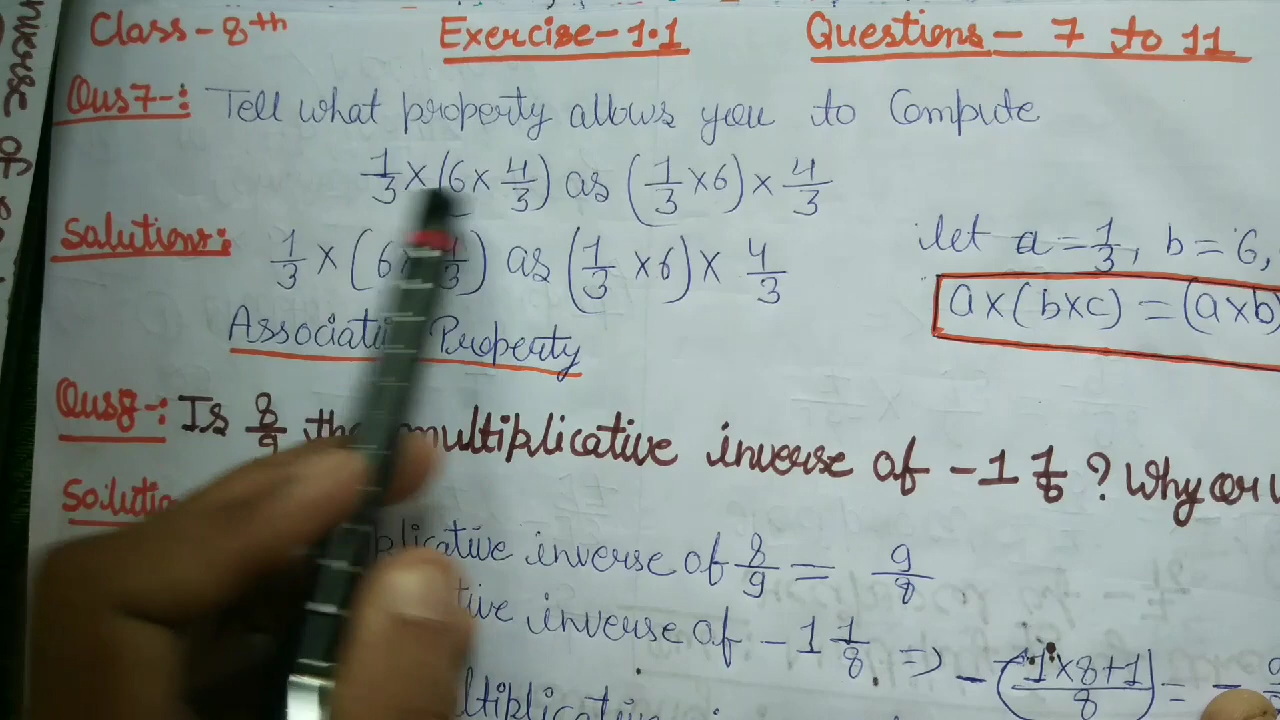 Class-8th Exercise-1.1 Questions- 7 to 11
Qus7-: Tell what property allows you to Compute
1/3 × (6 × 4/3) as (1/3 × 6) × 4/3
Solution: 1/3 × (6 × 4/3) as (1/3 × 6) × 4/3
let a = 1/3, b = 6,
a×(b×c) = (a×b)
Property
Qus8-: Is 8/9 the multiplicative inverse of -1 1/8 ? Why or
inverse of 8/9 = 9/8
inverse of -1 1/8 => -(1×8+1)/8 = -